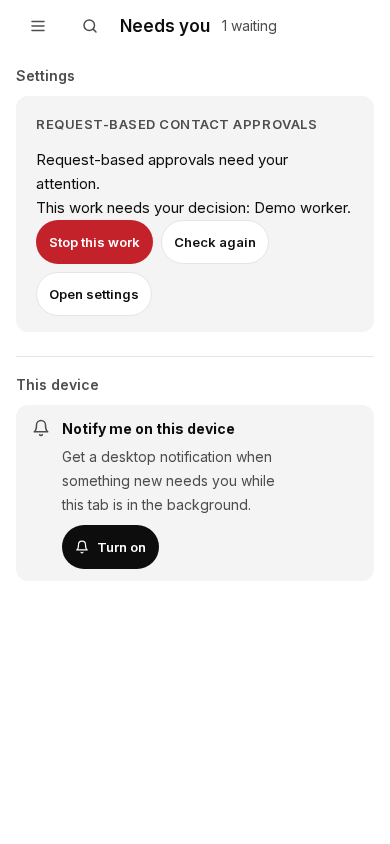 Needs you 1 waiting
Settings
REQUEST-BASED CONTACT APPROVALS
Request-based approvals need your
attention.
This work needs your decision: Demo worker.
Stop this work Check again
Open settings
This device
Notify me on this device
Get a desktop notification when
something new needs you while
this tab is in the background.
Turn on